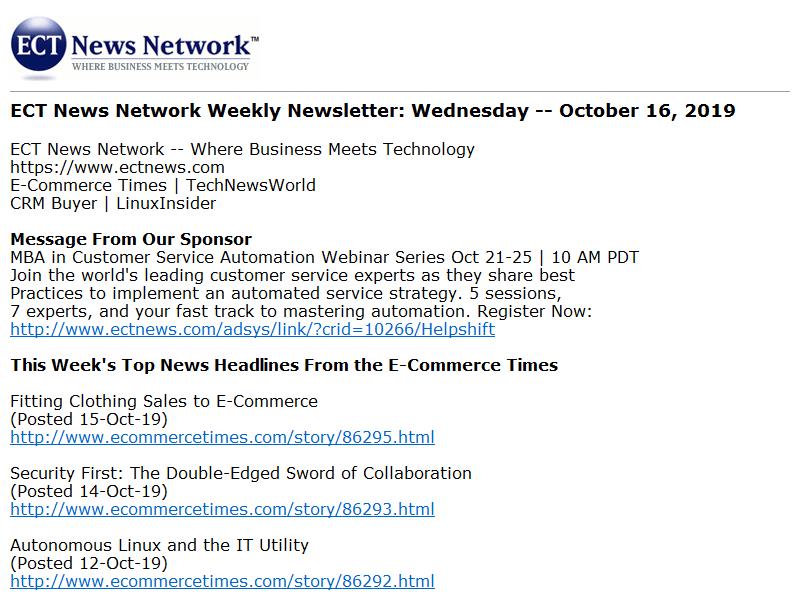 ECT News Network™
WHERE BUSINESS MEETS TECHNOLOGY
ECT News Network Weekly Newsletter: Wednesday -- October 16, 2019
ECT News Network -- Where Business Meets Technology
https://www.ectnews.com
E-Commerce Times | TechNewsWorld
CRM Buyer | LinuxInsider
Message From Our Sponsor
MBA in Customer Service Automation Webinar Series Oct 21-25 | 10 AM PDT
Join the world's leading customer service experts as they share best
Practices to implement an automated service strategy. 5 sessions,
7 experts, and your fast track to mastering automation. Register Now:
http://www.ectnews.com/adsys/link/?crid=10266/Helpshift
This Week's Top News Headlines From the E-Commerce Times
Fitting Clothing Sales to E-Commerce
(Posted 15-Oct-19)
http://www.ecommercetimes.com/story/86295.html
Security First: The Double-Edged Sword of Collaboration
(Posted 14-Oct-19)
http://www.ecommercetimes.com/story/86293.html
Autonomous Linux and the IT Utility
(Posted 12-Oct-19)
http://www.ecommercetimes.com/story/86292.html